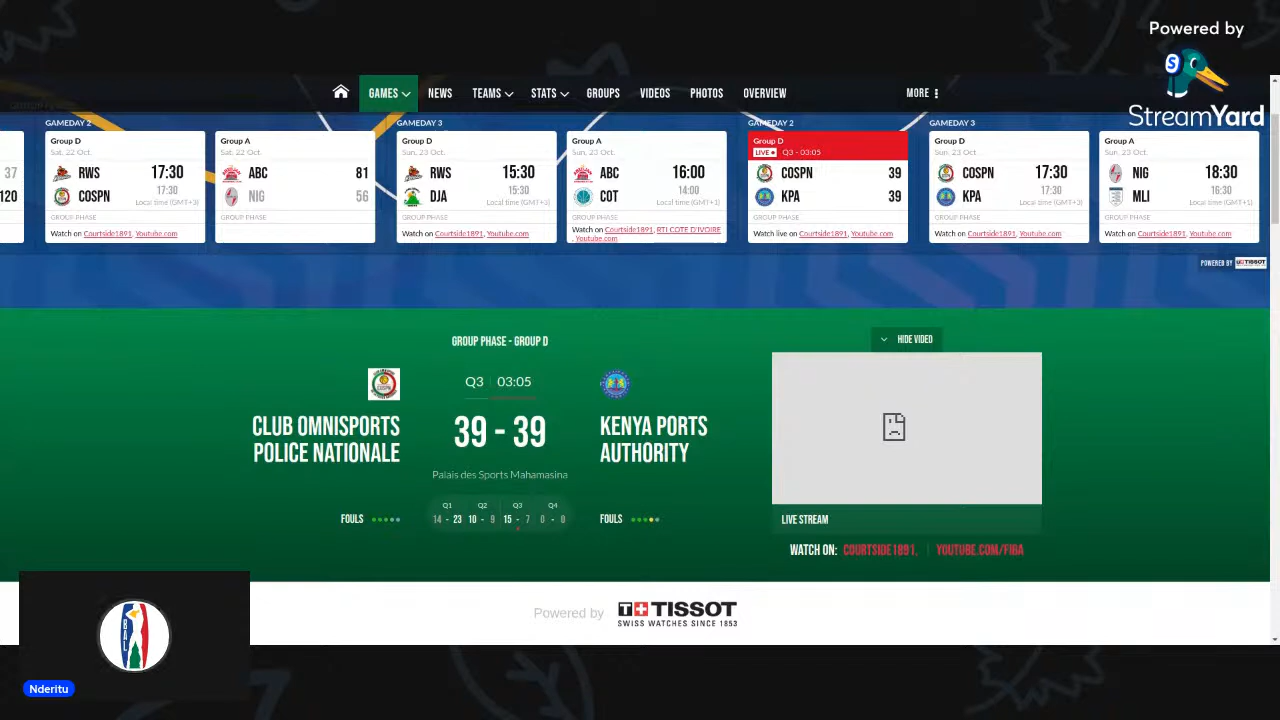 Powered by
StreamYard
GAMES NEWS TEAMS STATS GROUPS VIDEOS PHOTOS OVERVIEW MORE
37
120
GAMEDAY 2
Group D
Sat, 22 Oct.
RWS 17:30
COSPN 17:30
Local time (GMT+3)
GROUP PHASE
Watch on Courtside1891, Youtube.com
Group A
Sat, 22 Oct.
ABC 81
NIG 56
GROUP PHASE
GAMEDAY 3
Group D
Sun, 23 Oct.
RWS 15:30
DJA 15:30
Local time (GMT+3)
GROUP PHASE
Watch on Courtside1891, Youtube.com
Group A
Sun, 23 Oct.
ABC 16:00
COT 14:00
Local time (GMT+1)
GROUP PHASE
Watch on Courtside1891, RTI COTE D'IVOIRE
, Youtube.com
GAMEDAY 2
Group D
LIVE Q3 - 03:05
COSPN 39
KPA 39
GROUP PHASE
Watch live on Courtside1891, Youtube.com
GAMEDAY 3
Group D
Sun, 23 Oct.
COSPN 17:30
KPA 17:30
Local time (GMT+3)
GROUP PHASE
Watch on Courtside1891, Youtube.com
Group A
Sun, 23 Oct.
NIG 18:30
MLI 16:30
Local time (GMT+1)
GROUP PHASE
Watch on Courtside1891, Youtube.com
POWERED BY TISSOT
GROUP PHASE - GROUP D
HIDE VIDEO
Q3 03:05
CLUB OMNISPORTS
POLICE NATIONALE
39 - 39
KENYA PORTS
AUTHORITY
Palais des Sports Mahamasina
Q1 Q2 Q3 Q4
FOULS
14 - 23 10 - 9 15 - 7 0 - 0
FOULS
LIVE STREAM
WATCH ON: COURTSIDE1891. YOUTUBE.COM/FIBA
Powered by
TISSOT
SWISS WATCHES SINCE 1853
BAL
Nderitu